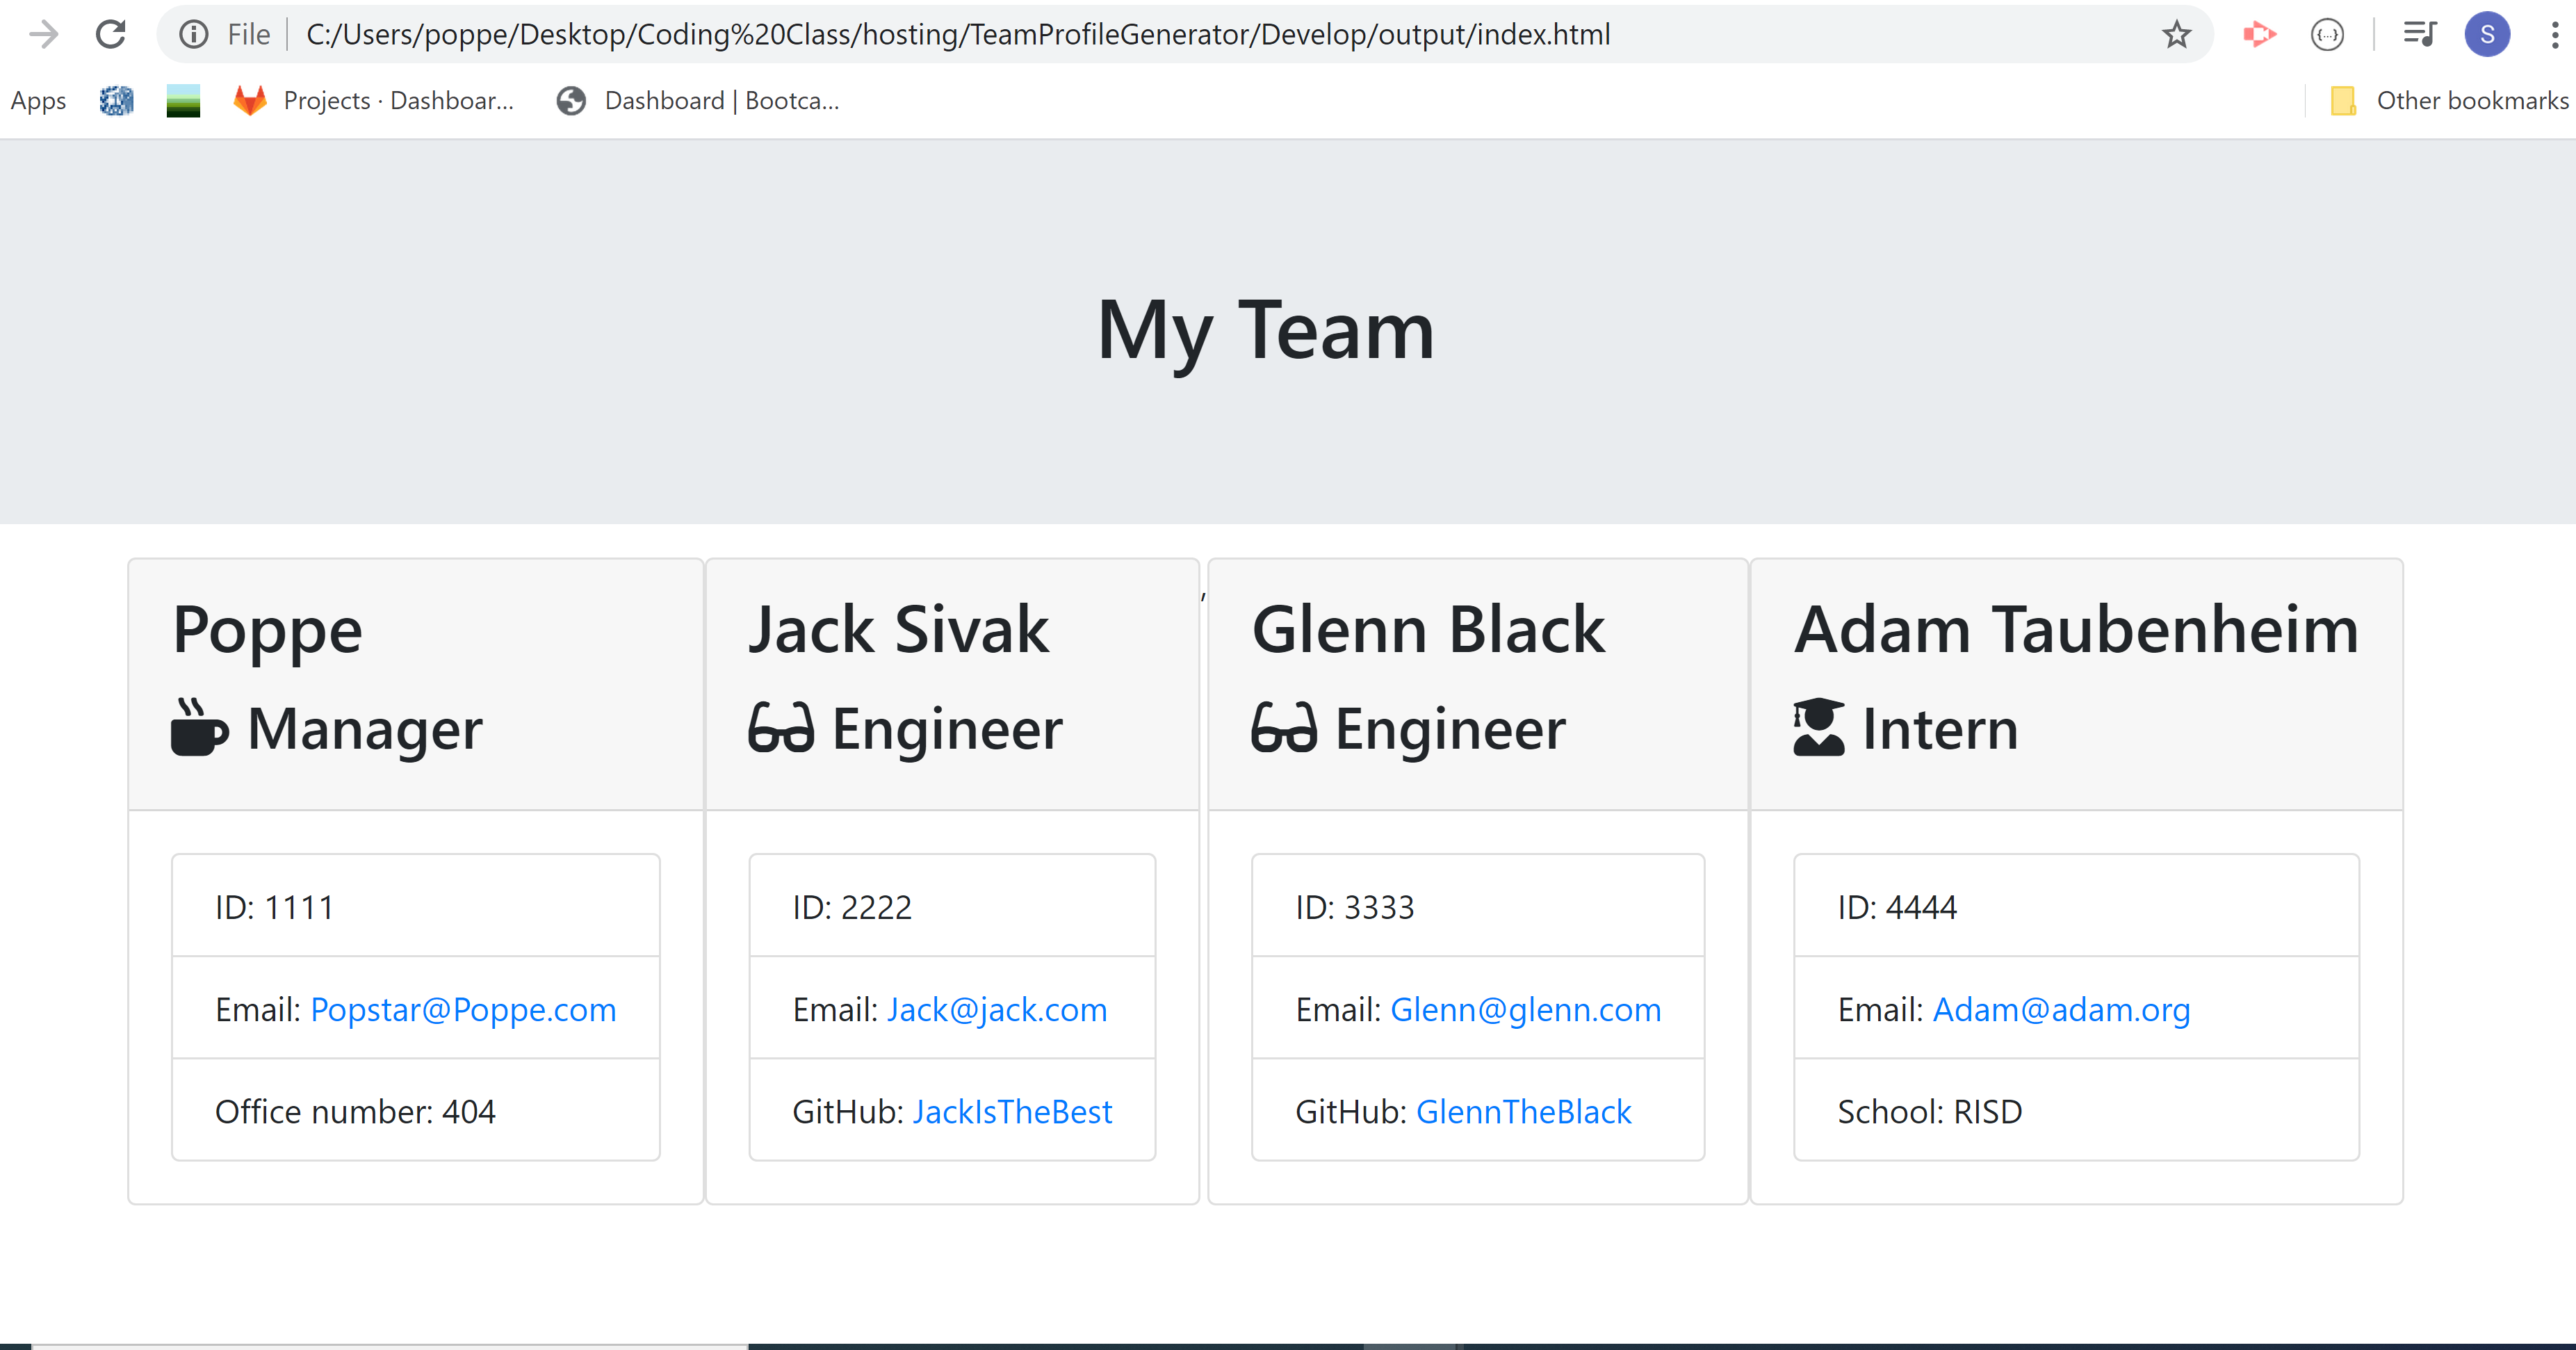 File C:/Users/poppe/Desktop/Coding%20Class/hosting/TeamProfileGenerator/Develop/output/index.html
{...}
S
Apps
Projects · Dashboar...
Dashboard | Bootca...
Other bookmarks
My Team
Poppe
Manager
ID: 1111
Email: Popstar@Poppe.com
Office number: 404
Jack Sivak
Engineer
ID: 2222
Email: Jack@jack.com
GitHub: JackIsTheBest
,
Glenn Black
Engineer
ID: 3333
Email: Glenn@glenn.com
GitHub: GlennTheBlack
Adam Taubenheim
Intern
ID: 4444
Email: Adam@adam.org
School: RISD